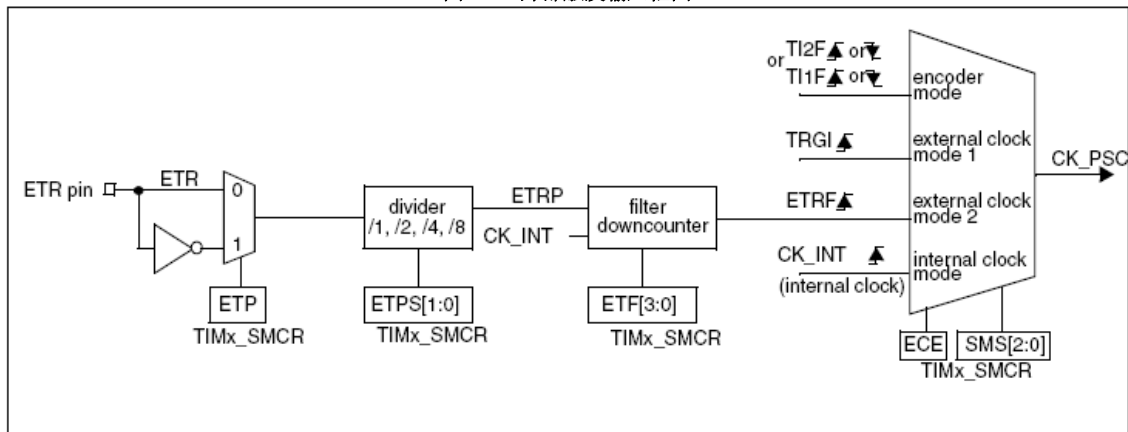 or TI2F or
TI1F or
encoder
mode
TRGI
external clock
mode 1
CK_PSC
ETR pin
ETR
0
1
divider
/1, /2, /4, /8
ETRP
CK_INT
filter
downcounter
ETRF
external clock
mode 2
CK_INT
(internal clock)
internal clock
mode
ETP
TIMx_SMCR
ETPS[1:0]
TIMx_SMCR
ETF[3:0]
TIMx_SMCR
ECE
SMS[2:0]
TIMx_SMCR